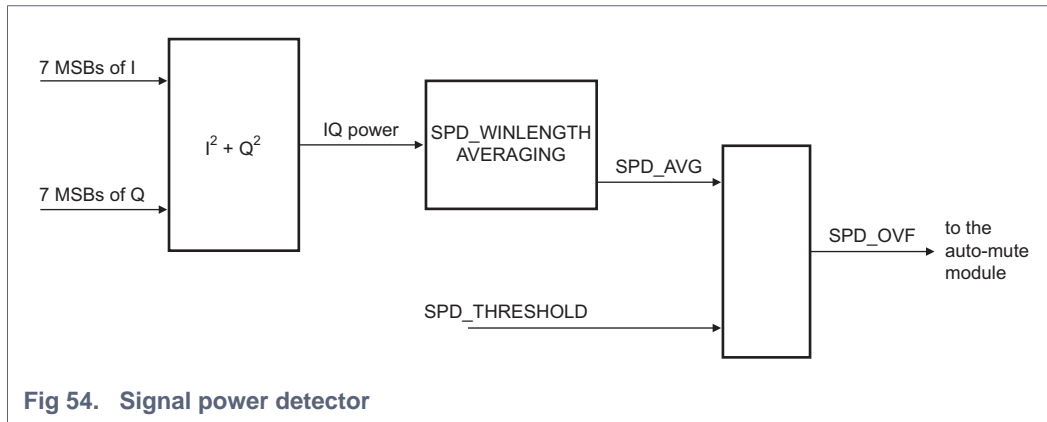 7 MSBs of I
I² + Q²
7 MSBs of Q
IQ power
SPD_WINLENGTH
AVERAGING
SPD_AVG
SPD_THRESHOLD
SPD_OVF
to the
auto-mute
module
Fig 54. Signal power detector